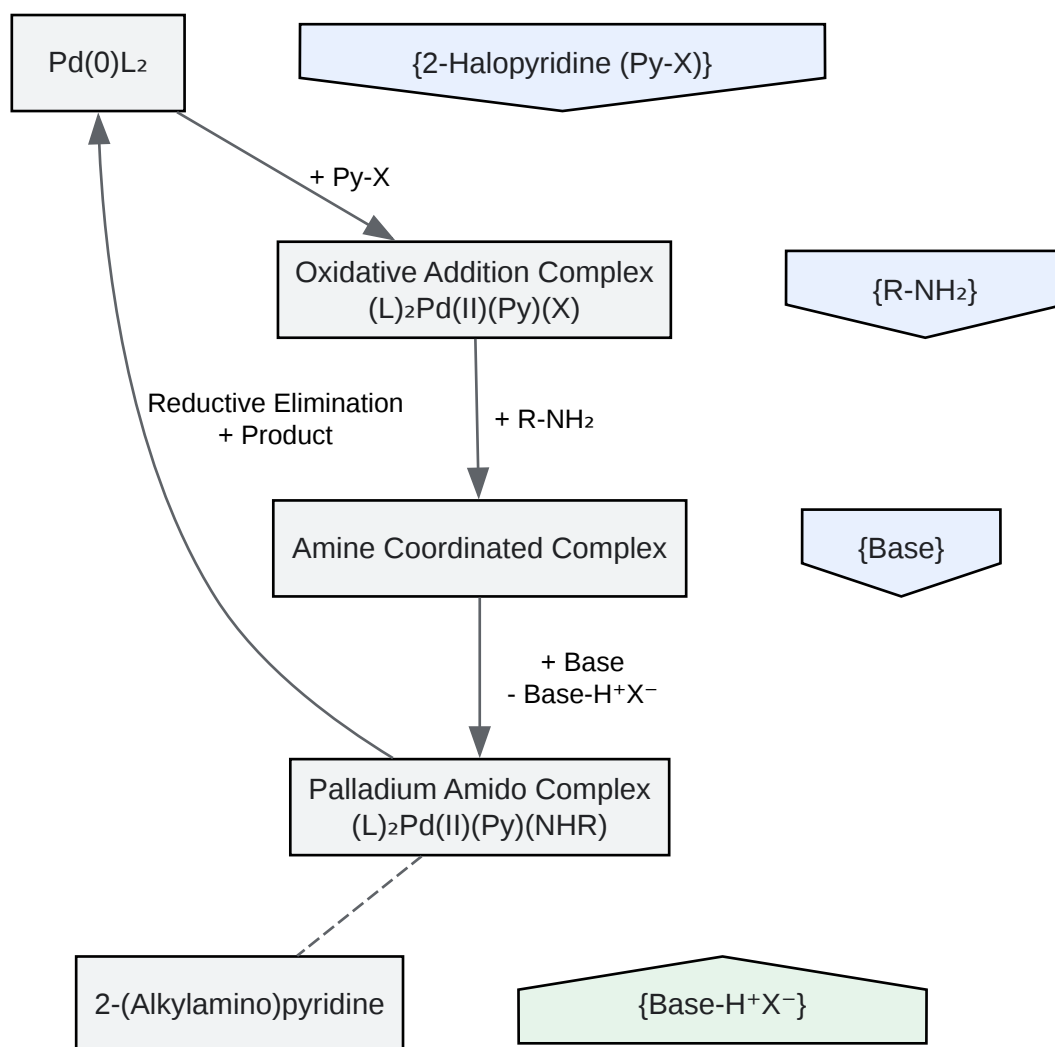 Pd(0)L₂
{2-Halopyridine (Py-X)}
+ Py-X
Oxidative Addition Complex
(L)₂Pd(II)(Py)(X)
{R-NH₂}
Reductive Elimination
+ Product
+ R-NH₂
Amine Coordinated Complex
{Base}
+ Base
- Base-H⁺X⁻
Palladium Amido Complex
(L)₂Pd(II)(Py)(NHR)
2-(Alkylamino)pyridine
{Base-H⁺X⁻}